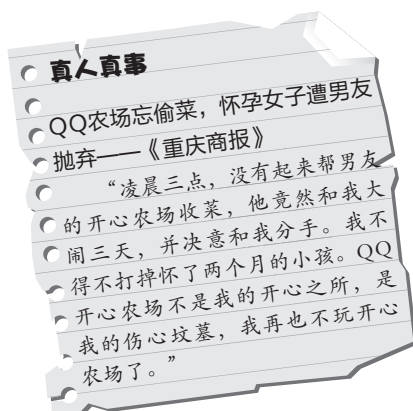 真人真事
QQ农场忘偷菜，怀孕女子遭男友
抛弃——《重庆商报》
“凌晨三点，没有起来帮男友
的开心农场收菜，他竟然和我大
闹三天，并决意和我分手。我不
得不打掉怀了两个月的小孩。QQ
开心农场不是我的开心之所，是
我的伤心坟墓，我再也不玩开心
农场了。”